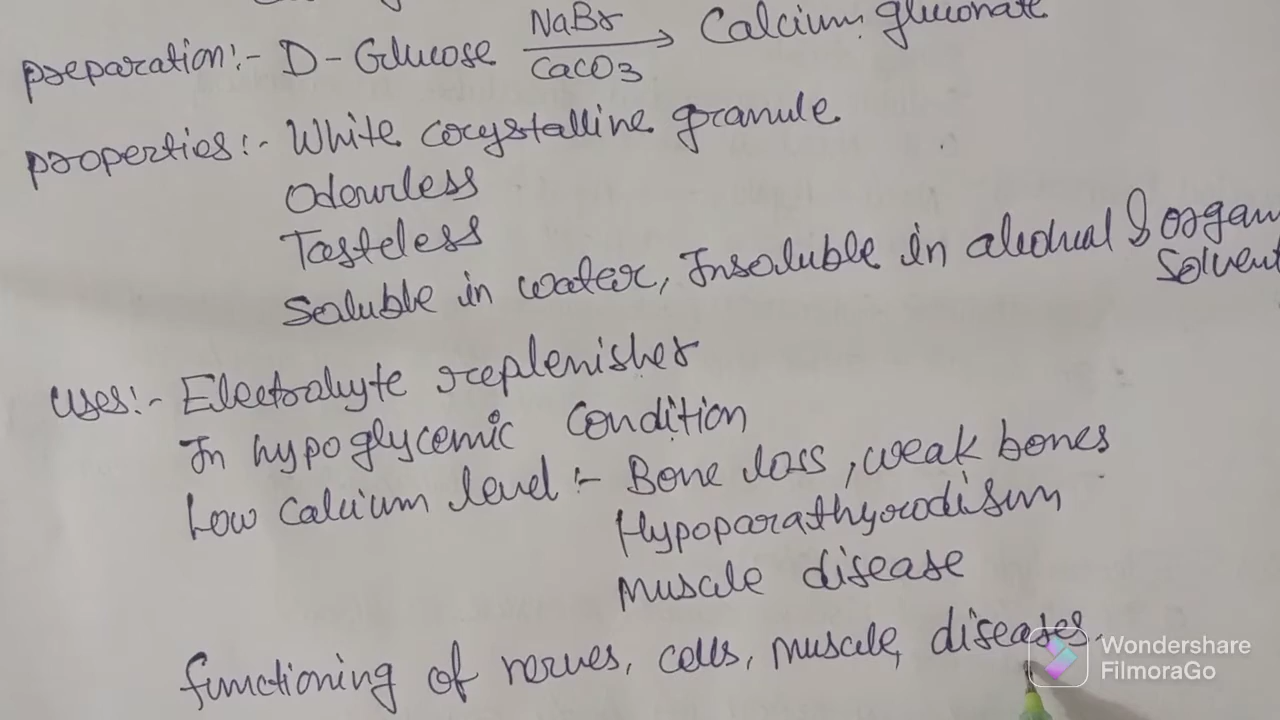 preparation:- D-Glucose NaBr CaCO3 → Calcium gluconate
properties:- White crystalline granule
Odourless
Tasteless
Soluble in water, Insoluble in alcohol & organ
Solvent
Uses:- Electrolyte replenisher
In hypoglycemic condition
Low Calcium level :- Bone loss, weak bones
Hypoparathyrodism
Muscle disease
functioning of nerves, cells, muscle, diseases.
Wondershare
FilmoraGo